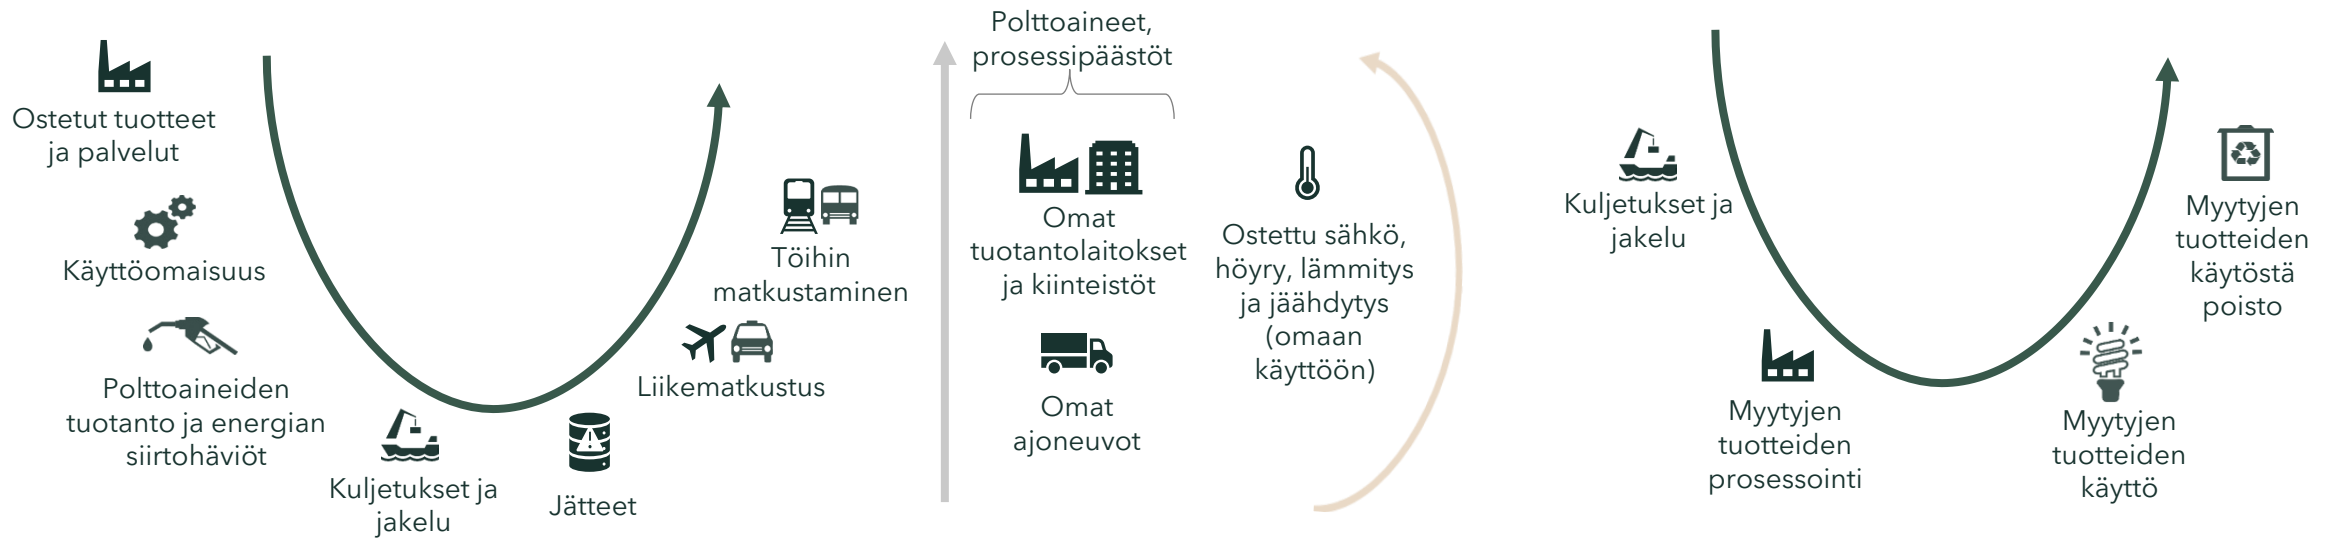 Ostetut tuotteet
ja palvelut
Käyttöomaisuus
Polttoaineiden
tuotanto ja energian
siirtohäviöt
Kuljetukset ja
jakelu
Jätteet
Liikematkustus
Töihin
matkustaminen
Polttoaineet,
prosessipäästöt
Omat
tuotantolaitokset
ja kiinteistöt
Omat
ajoneuvot
Ostettu sähkö,
höyry, lämmitys
ja jäähdytys
(omaan
käyttöön)
Kuljetukset ja
jakelu
Myytyjen
tuotteiden
prosessointi
Myytyjen
tuotteiden
käyttö
Myytyjen
tuotteiden
käytöstä
poisto